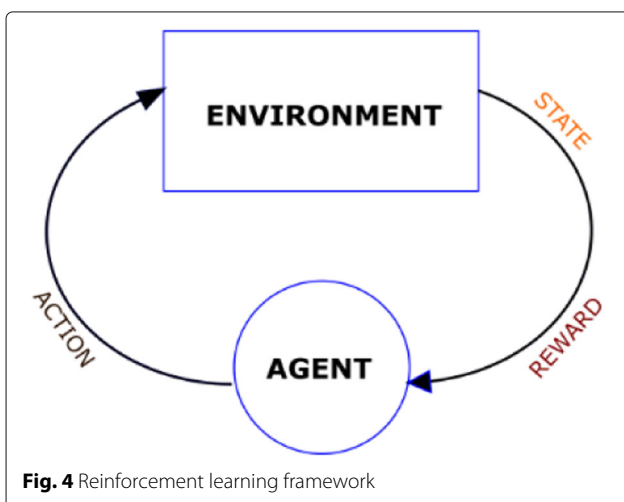 ENVIRONMENT
STATE
ACTION
AGENT
REWARD
Fig. 4 Reinforcement learning framework